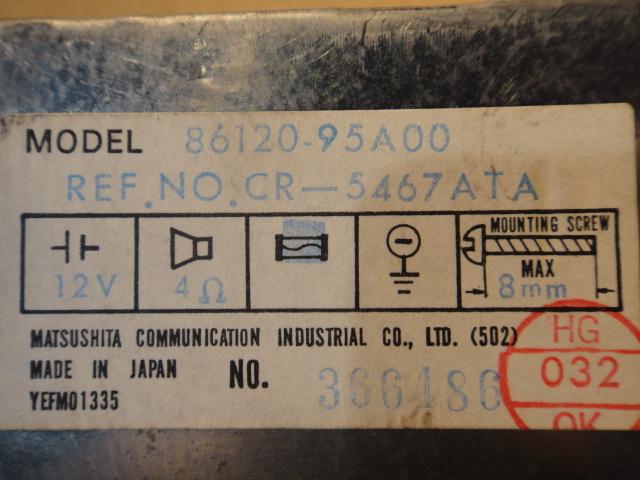 MODEL 86120-95A00
REF.NO.CR-5467ATA
MOUNTING SCREW
MAX
12V 4Ω 8mm
MATSUSHITA COMMUNICATION INDUSTRIAL CO., LTD. (502)
MADE IN JAPAN NO. 366486
YEFM01335
HG
032
OK